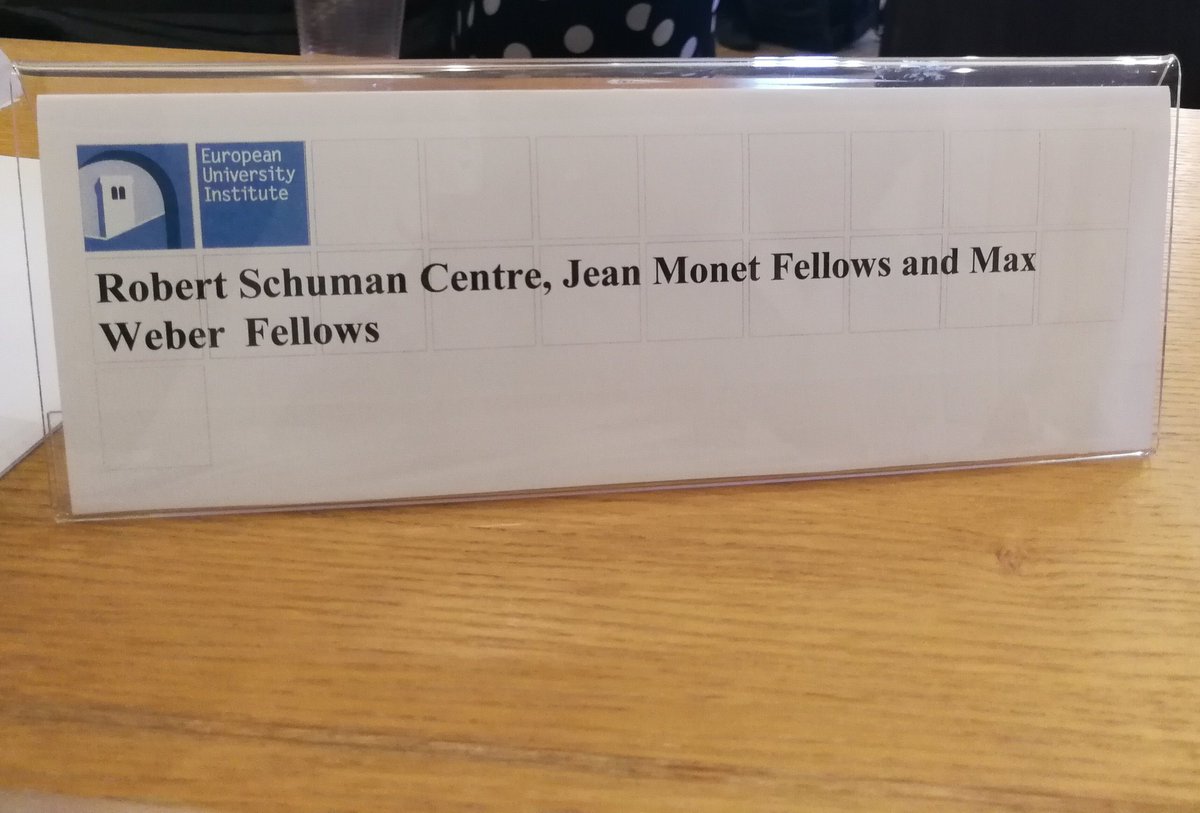 European
University
Institute
Robert Schuman Centre, Jean Monet Fellows and Max
Weber Fellows